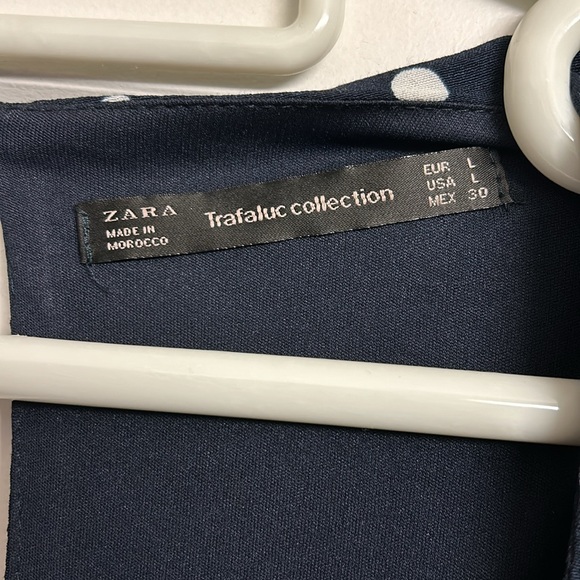 ZARA
MADE IN
MOROCCO
Trafaluc collection
EUR L
USA L
MEX 30